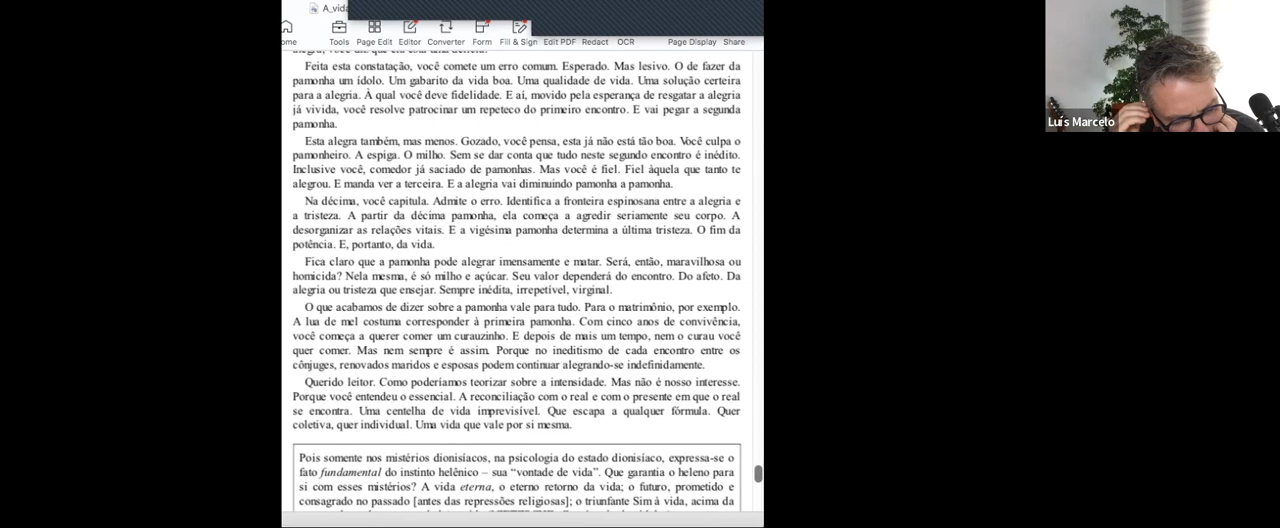 A_vida
ome Tools Page Edit Editor Converter Form Fill & Sign Edit PDF Redact OCR Page Display Share
Feita esta constatação, você comete um erro comum. Esperado. Mas lesivo. O de fazer da
pamonha um ídolo. Um gabarito da vida boa. Uma qualidade de vida. Uma solução certeira
para a alegria. À qual você deve fidelidade. E aí, movido pela esperança de resgatar a alegria
já vivida, você resolve patrocinar um repeteco do primeiro encontro. E vai pegar a segunda
pamonha.
Esta alegra também, mas menos. Gozado, você pensa, esta já não está tão boa. Você culpa o
pamonheiro. A espiga. O milho. Sem se dar conta que tudo neste segundo encontro é inédito.
Inclusive você, comedor já saciado de pamonhas. Mas você é fiel. Fiel àquela que tanto te
alegrou. E manda ver a terceira. E a alegria vai diminuindo pamonha a pamonha.
Na décima, você capitula. Admite o erro. Identifica a fronteira espinosana entre a alegria e
a tristeza. A partir da décima pamonha, ela começa a agredir seriamente seu corpo. A
desorganizar as relações vitais. E a vigésima pamonha determina a última tristeza. O fim da
potência. E, portanto, da vida.
Fica claro que a pamonha pode alegrar imensamente e matar. Será, então, maravilhosa ou
homicida? Nela mesma, é só milho e açúcar. Seu valor dependerá do encontro. Do afeto. Da
alegria ou tristeza que ensejar. Sempre inédita, irrepetível, virginal.
O que acabamos de dizer sobre a pamonha vale para tudo. Para o matrimônio, por exemplo.
A lua de mel costuma corresponder à primeira pamonha. Com cinco anos de convivência,
você começa a querer comer um curauzinho. E depois de mais um tempo, nem o curau você
quer comer. Mas nem sempre é assim. Porque no ineditismo de cada encontro entre os
cônjuges, renovados maridos e esposas podem continuar alegrando-se indefinidamente.
Querido leitor. Como poderíamos teorizar sobre a intensidade. Mas não é nosso interesse.
Porque você entendeu o essencial. A reconciliação com o real e com o presente em que o real
se encontra. Uma centelha de vida imprevisível. Que escapa a qualquer fórmula. Quer
coletiva, quer individual. Uma vida que vale por si mesma.
Pois somente nos mistérios dionisíacos, na psicologia do estado dionisíaco, expressa-se o
fato fundamental do instinto helênico – sua “vontade de vida”. Que garantia o heleno para
si com esses mistérios? A vida eterna, o eterno retorno da vida; o futuro, prometido e
consagrado no passado [antes das repressões religiosas]; o triunfante Sim à vida, acima da
Luís Marcelo